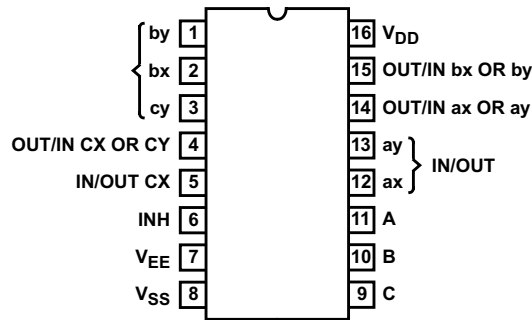 by 1 16 VDD
bx 2 15 OUT/IN bx OR by
cy 3 14 OUT/IN ax OR ay
OUT/IN CX OR CY 4 13 ay
IN/OUT
IN/OUT CX 5 12 ax
INH 6 11 A
VEE 7 10 B
VSS 8 9 C